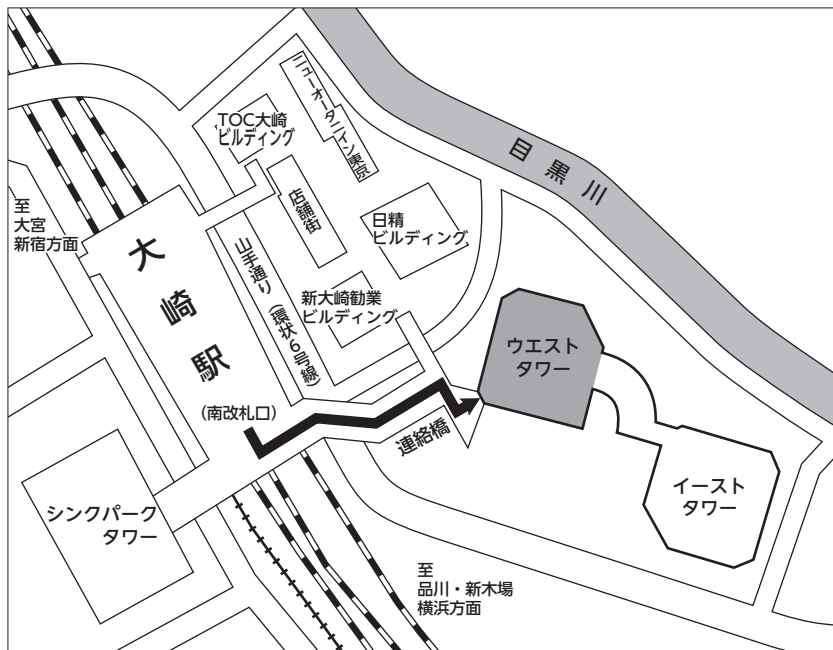 ニューオータニイン東京
TOC大崎
ビルディング
目黒川
至
大宮
新宿方面
店舗街
日精
ビルディング
大崎駅
山手通り(環状6号線)
新大崎勧業
ビルディング
ウエスト
タワー
(南改札口)
連絡橋
シンクパーク
タワー
イースト
タワー
至
品川・新木場
横浜方面